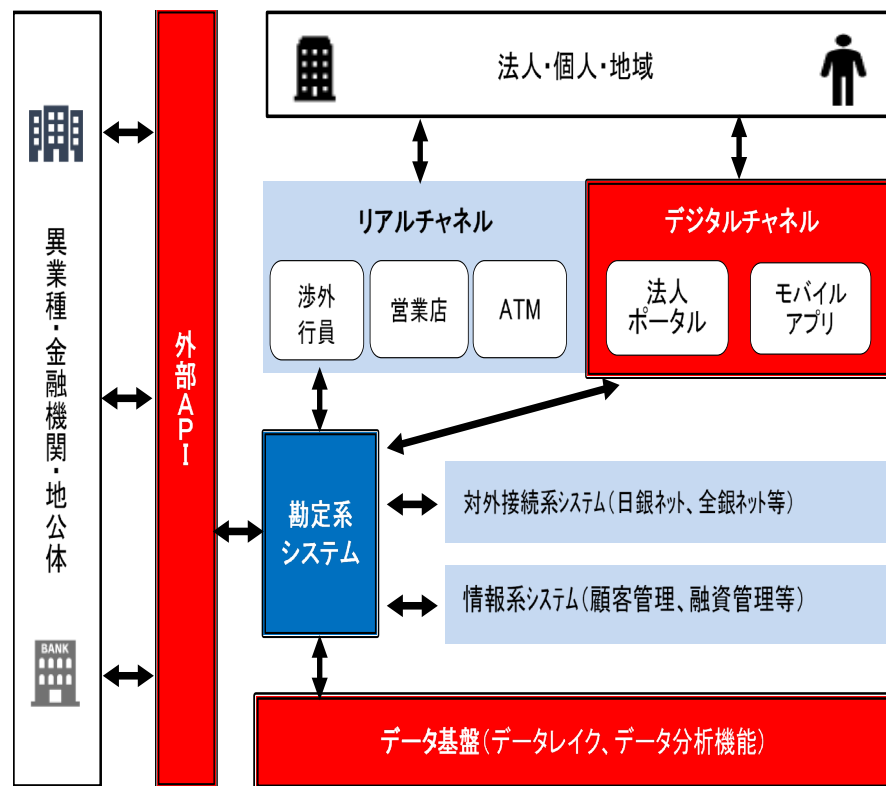 法人・個人・地域
リアルチャネル
渉外
行員
営業店
ATM
デジタルチャネル
法人
ポータル
モバイル
アプリ
異業種・金融機関・地公体
BANK
外部API
勘定系
システム
対外接続系システム(日銀ネット、全銀ネット等)
情報系システム(顧客管理、融資管理等)
データ基盤(データレイク、データ分析機能)